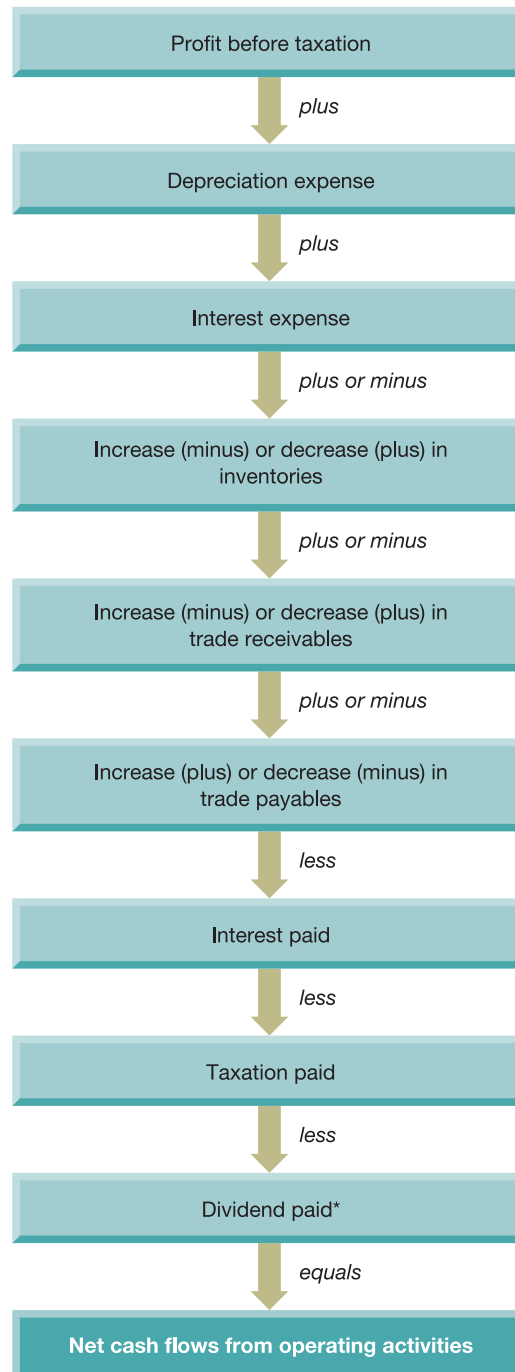 Profit before taxation
plus
Depreciation expense
plus
Interest expense
plus or minus
Increase (minus) or decrease (plus) in
inventories
plus or minus
Increase (minus) or decrease (plus) in
trade receivables
plus or minus
Increase (plus) or decrease (minus) in
trade payables
less
Interest paid
less
Taxation paid
less
Dividend paid*
equals
Net cash flows from operating activities